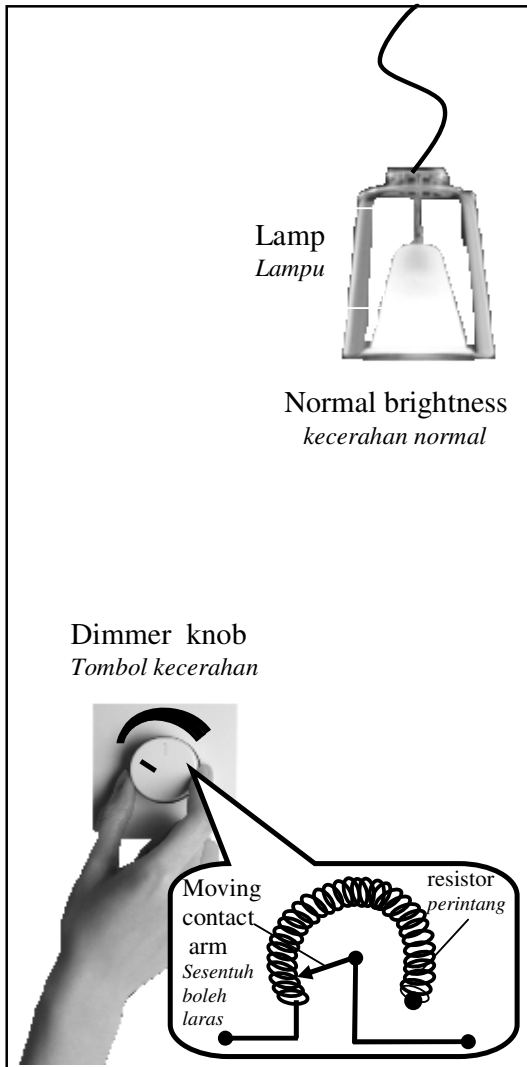 Lamp
Lampu
Normal brightness
kecerahan normal
Dimmer knob
Tombol kecerahan
Moving
contact
arm
Sesentuh
boleh
laras
resistor
perintang